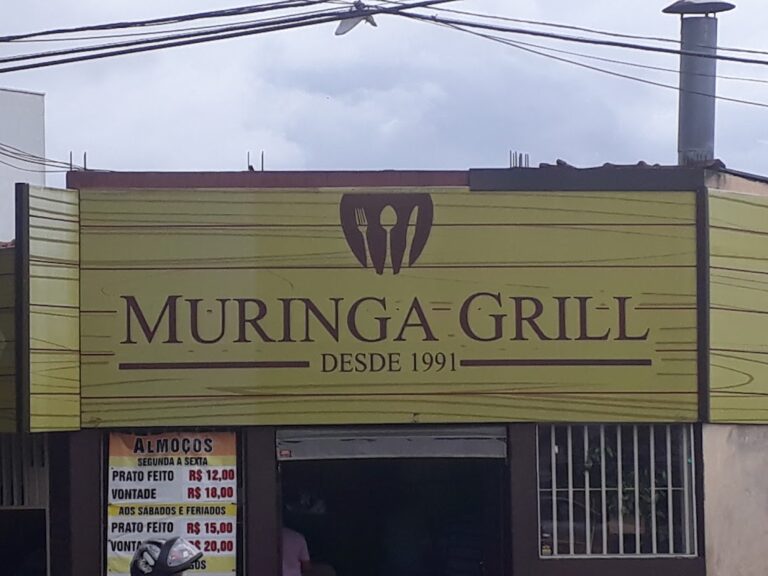 MURINGA GRILL
DESDE 1991
ALMOÇOS
SEGUNDA A SEXTA
PRATO FEITO R$ 12,00
VONTADE R$ 18,00
AOS SÁBADOS E FERIADOS
PRATO FEITO R$ 15,00
20,00